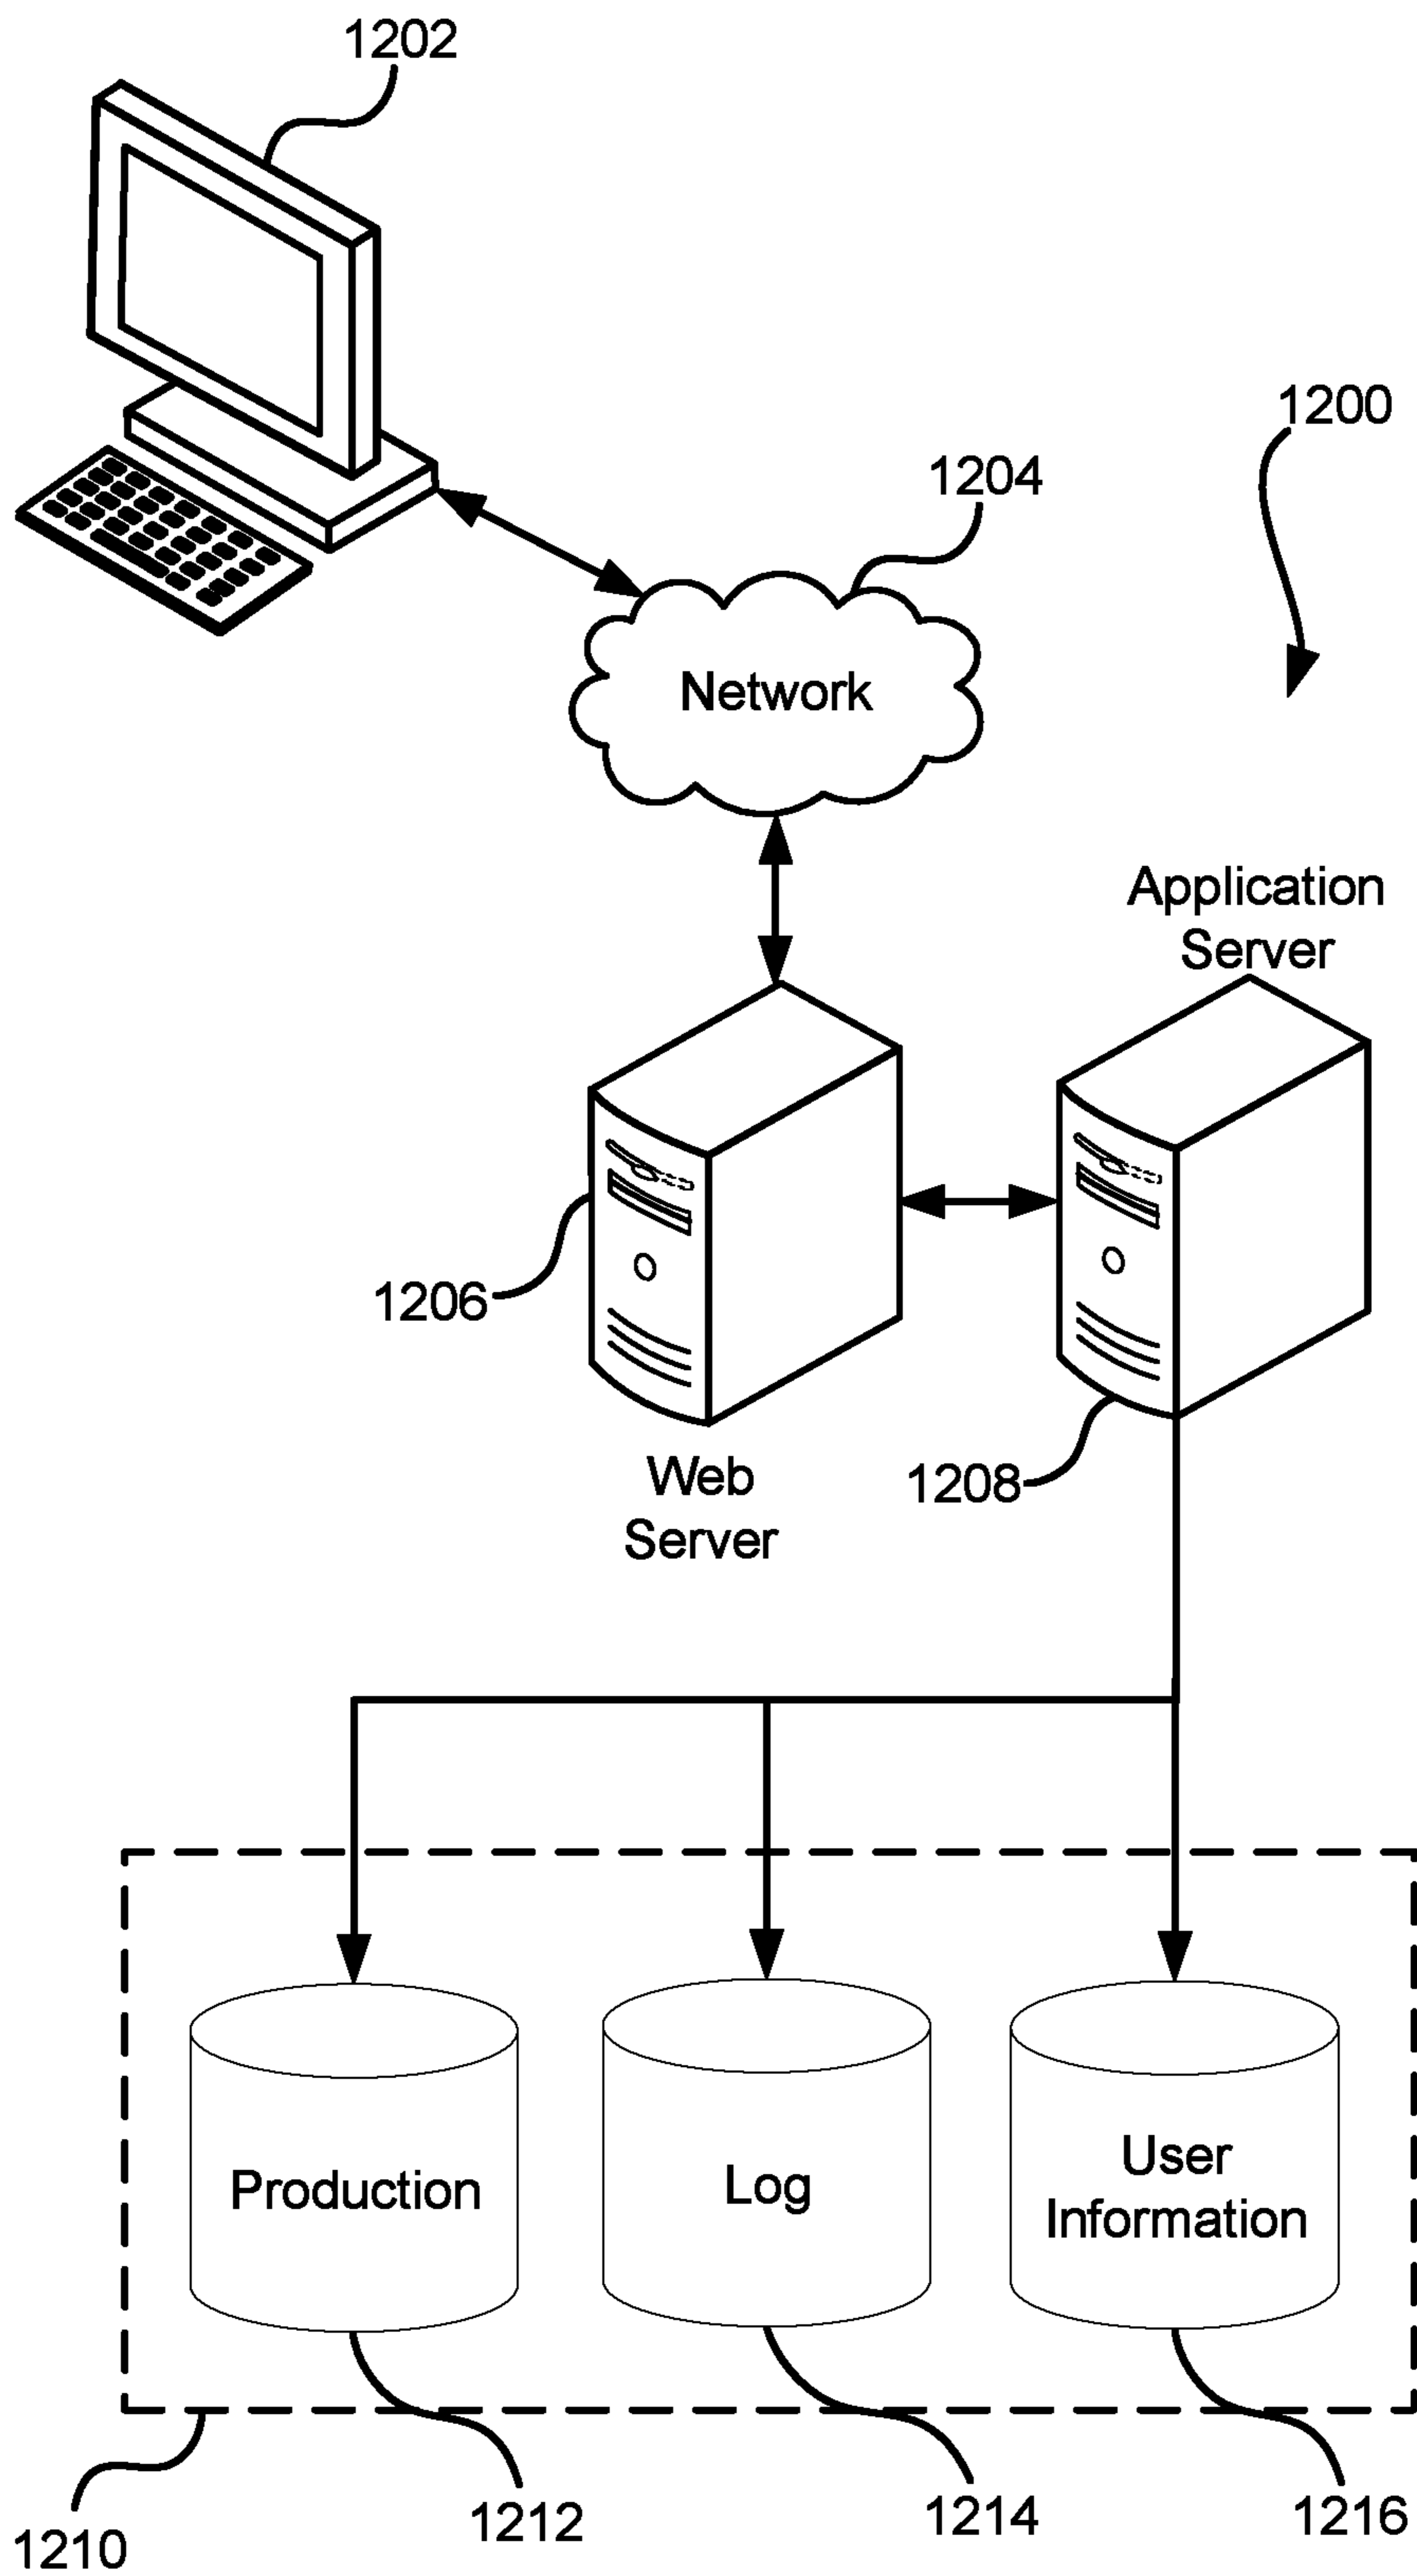 1202
1200
1204
Network
Application
Server
1206
1208
Web
Server
Production
Log
User
Information
1210
1212
1214
1216